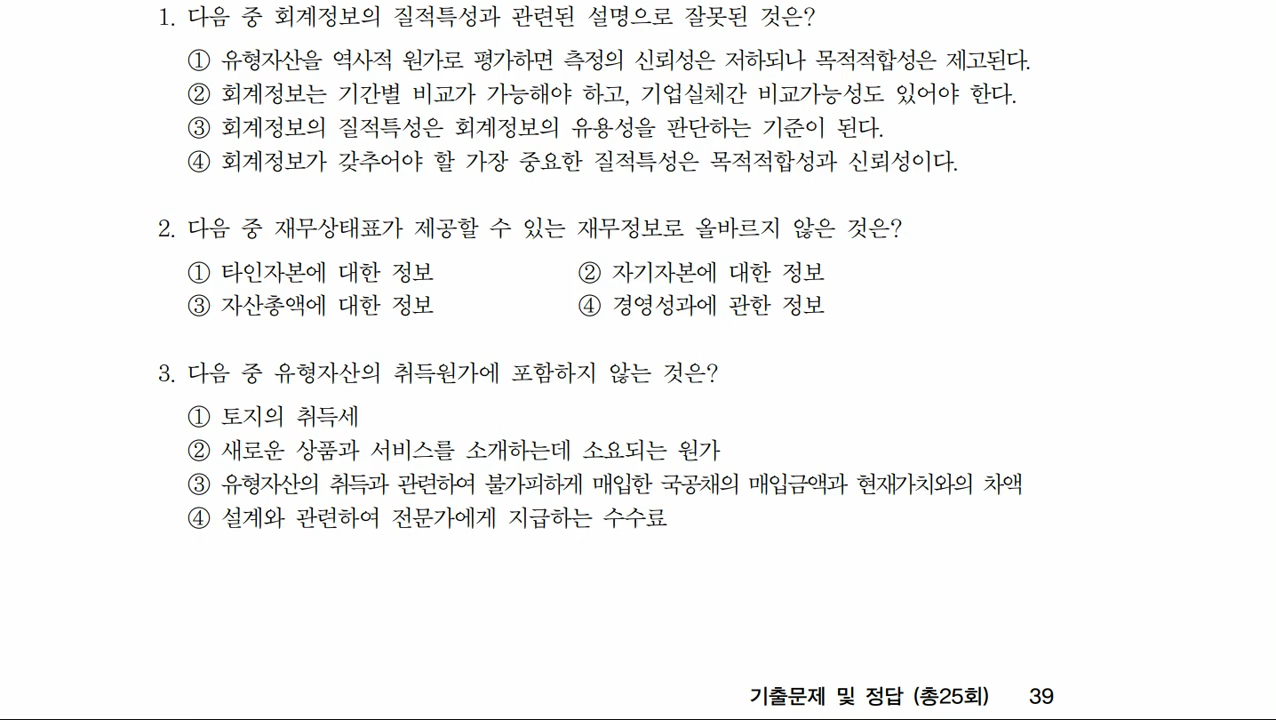 1. 다음 중 회계정보의 질적특성과 관련된 설명으로 잘못된 것은?
① 유형자산을 역사적 원가로 평가하면 측정의 신뢰성은 저하되나 목적적합성은 제고된다.
② 회계정보는 기간별 비교가 가능해야 하고, 기업실체간 비교가능성도 있어야 한다.
③ 회계정보의 질적특성은 회계정보의 유용성을 판단하는 기준이 된다.
④ 회계정보가 갖추어야 할 가장 중요한 질적특성은 목적적합성과 신뢰성이다.
2. 다음 중 재무상태표가 제공할 수 있는 재무정보로 올바르지 않은 것은?
① 타인자본에 대한 정보 ② 자기자본에 대한 정보
③ 자산총액에 대한 정보 ④ 경영성과에 관한 정보
3. 다음 중 유형자산의 취득원가에 포함하지 않는 것은?
① 토지의 취득세
② 새로운 상품과 서비스를 소개하는데 소요되는 원가
③ 유형자산의 취득과 관련하여 불가피하게 매입한 국공채의 매입금액과 현재가치와의 차액
④ 설계와 관련하여 전문가에게 지급하는 수수료
기출문제 및 정답 (총25회) 39